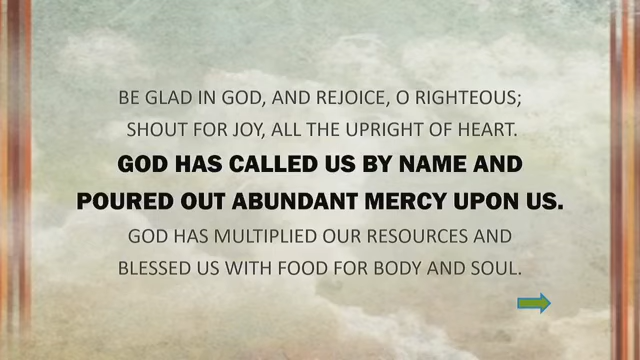 BE GLAD IN GOD, AND REJOICE, O RIGHTEOUS;
SHOUT FOR JOY, ALL THE UPRIGHT OF HEART.
GOD HAS CALLED US BY NAME AND
POURED OUT ABUNDANT MERCY UPON US.
GOD HAS MULTIPLIED OUR RESOURCES AND
BLESSED US WITH FOOD FOR BODY AND SOUL.